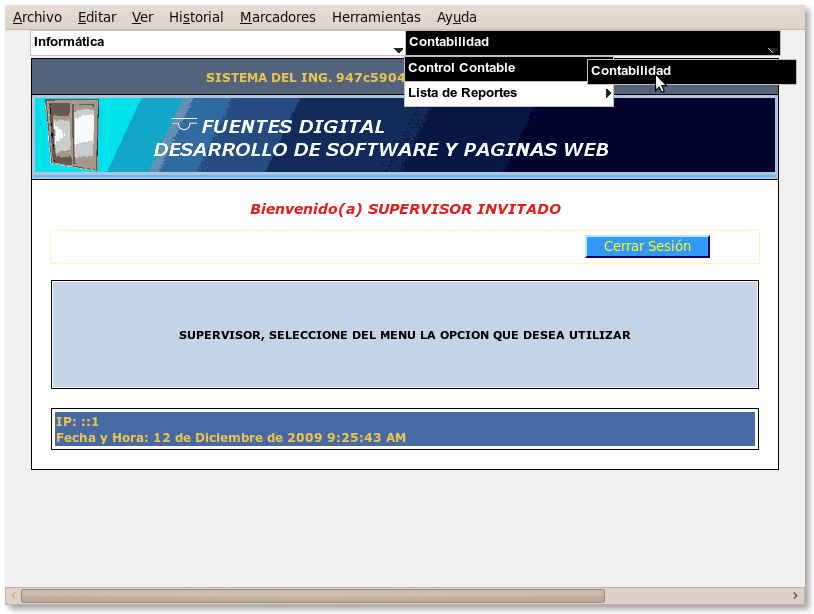 Archivo Editar Ver Historial Marcadores Herramientas Ayuda
Informática
Contabilidad
Control Contable
Contabilidad
Lista de Reportes
SISTEMA DEL ING. 947c5904
FUENTES DIGITAL
DESARROLLO DE SOFTWARE Y PAGINAS WEB
Bienvenido(a) SUPERVISOR INVITADO
Cerrar Sesión
SUPERVISOR, SELECCIONE DEL MENU LA OPCION QUE DESEA UTILIZAR
IP: ::1
Fecha y Hora: 12 de Diciembre de 2009 9:25:43 AM